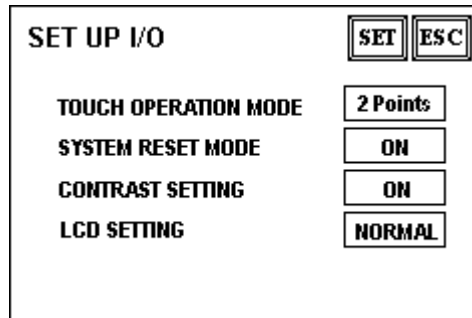 SET UP I/O SET ESC
TOUCH OPERATION MODE 2 Points
SYSTEM RESET MODE ON
CONTRAST SETTING ON
LCD SETTING NORMAL